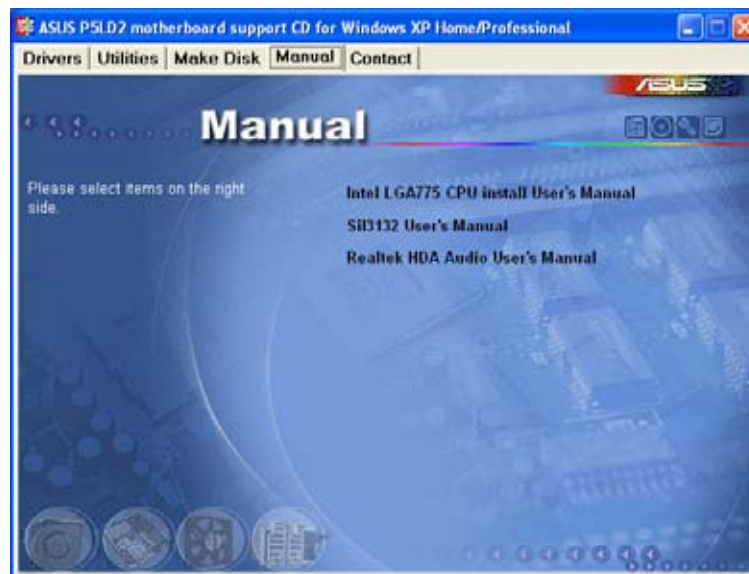 ASUS P5LD2 motherboard support CD for Windows XP Home/Professional
Drivers Utilities Make Disk Manual Contact
ASUS
Manual
Please select items on the right
side.
Intel LGA775 CPU install User's Manual
SiI3132 User's Manual
Realtek HDA Audio User's Manual